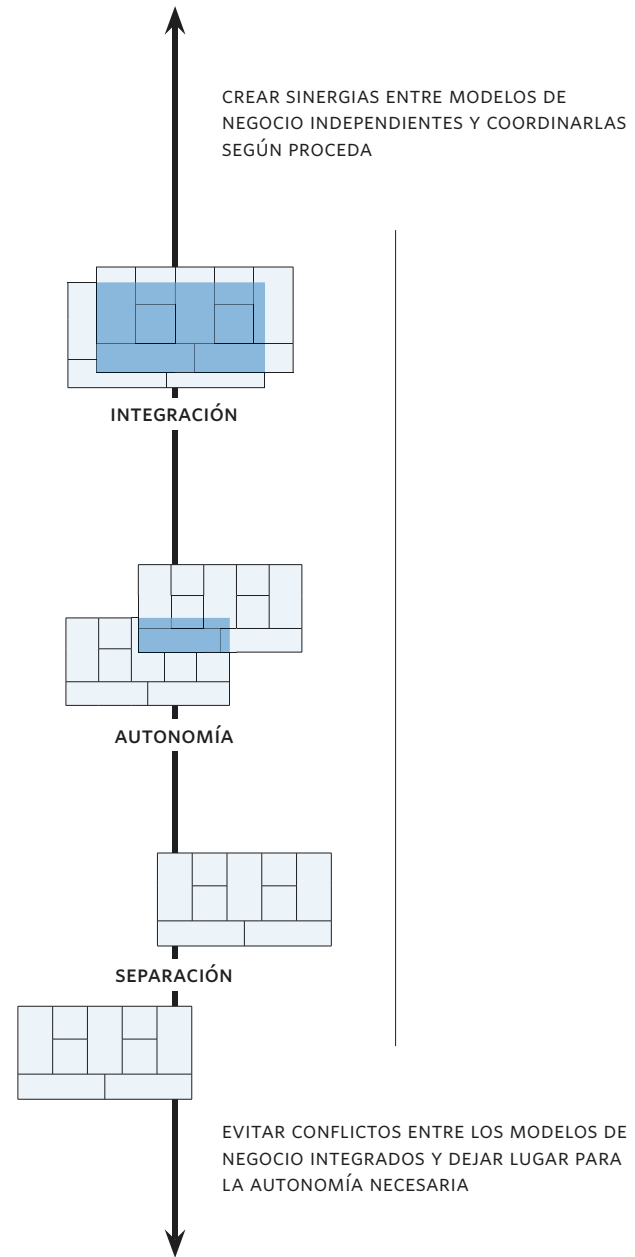 CREAR SINERGIAS ENTRE MODELOS DE
NEGOCIO INDEPENDIENTES Y COORDINARLAS
SEGÚN PROCEDA
INTEGRACIÓN
AUTONOMÍA
SEPARACIÓN
EVITAR CONFLICTOS ENTRE LOS MODELOS DE
NEGOCIO INTEGRADOS Y DEJAR LUGAR PARA
LA AUTONOMÍA NECESARIA